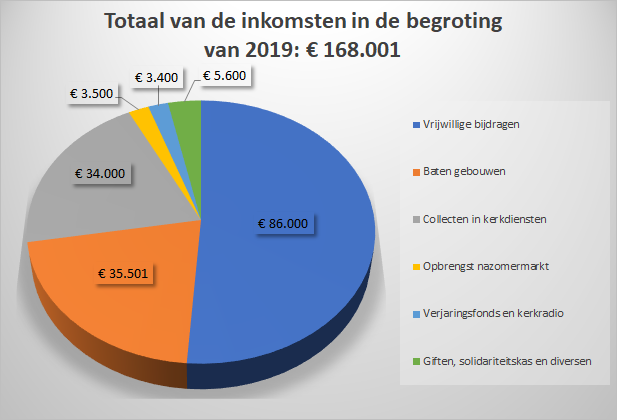 Totaal van de inkomsten in de begroting
van 2019: € 168.001
€ 5.600
€ 3.400
€ 3.500
€ 34.000
€ 86.000
€ 35.501
Vrijwillige bijdragen
Baten gebouwen
Collecten in kerkdiensten
Opbrengst nazomermarkt
Verjaringsfonds en kerkradio
Giften, solidariteitskas en diversen